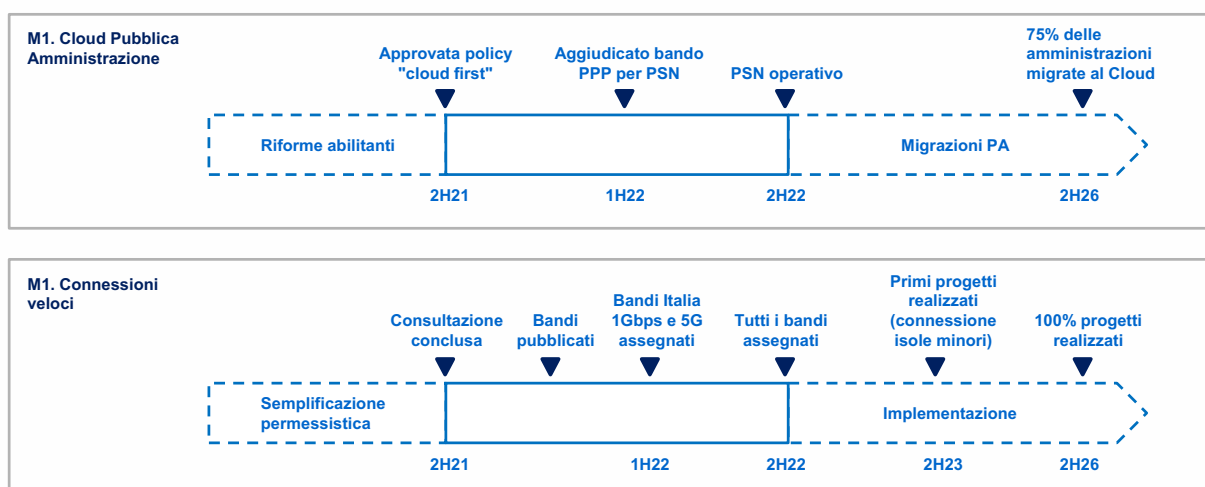 M1. Cloud Pubblica
Amministrazione
Approvata policy
"cloud first"
Aggiudicato bando
PPP per PSN
PSN operativo
75% delle
amministrazioni
migrate al Cloud
Riforme abilitanti
Migrazioni PA
2H21
1H22
2H22
2H26
M1. Connessioni
veloci
Consultazione
conclusa
Bandi
pubblicati
Bandi Italia
1Gbps e 5G
assegnati
Tutti i bandi
assegnati
Primi progetti
realizzati
(connessione
isole minori)
100% progetti
realizzati
Semplificazione
permessistica
Implementazione
2H21
1H22
2H22
2H23
2H26